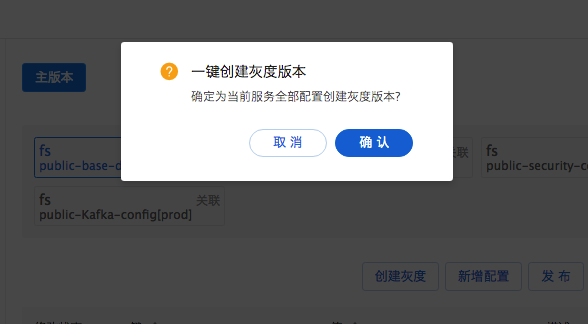 一键创建灰度版本
确定为当前服务全部配置创建灰度版本?
取 消
确 认
主版本
fs
public-base-d
关联
fs
public-security-c
fs
关联
public-Kafka-config[prod]
创建灰度
新增配置
发 布